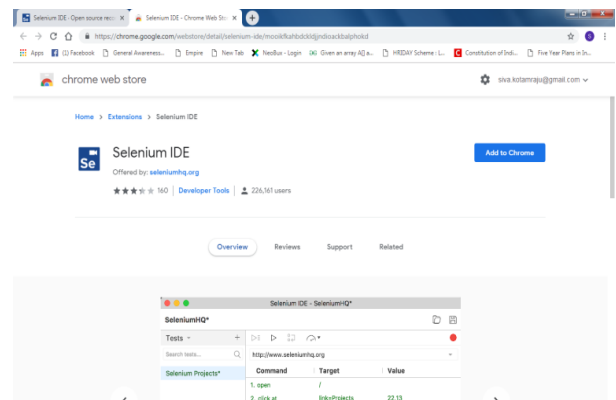 Selenium IDE - Open source reco
Selenium IDE - Chrome Web Sto
https://chrome.google.com/webstore/detail/selenium-ide/mooikfkahbdckldjjndioackbalphokd
Apps (1) Facebook General Awareness... Empire New Tab NeoBux - Login Given an array A[] a... HRIDAY Scheme : L... Constitution of Indi... Five Year Plans in In...
chrome web store
siva.kotamraju@gmail.com
Home > Extensions > Selenium IDE
Se
Selenium IDE
Add to Chrome
Offered by: seleniumhq.org
160 Developer Tools 226,161 users
Overview Reviews Support Related
Selenium IDE - SeleniumHQ*
SeleniumHQ*
Tests
Search tests...
http://www.seleniumhq.org
Selenium Projects*
Command Target Value
1. open /
2. click at link=Projects 22,13